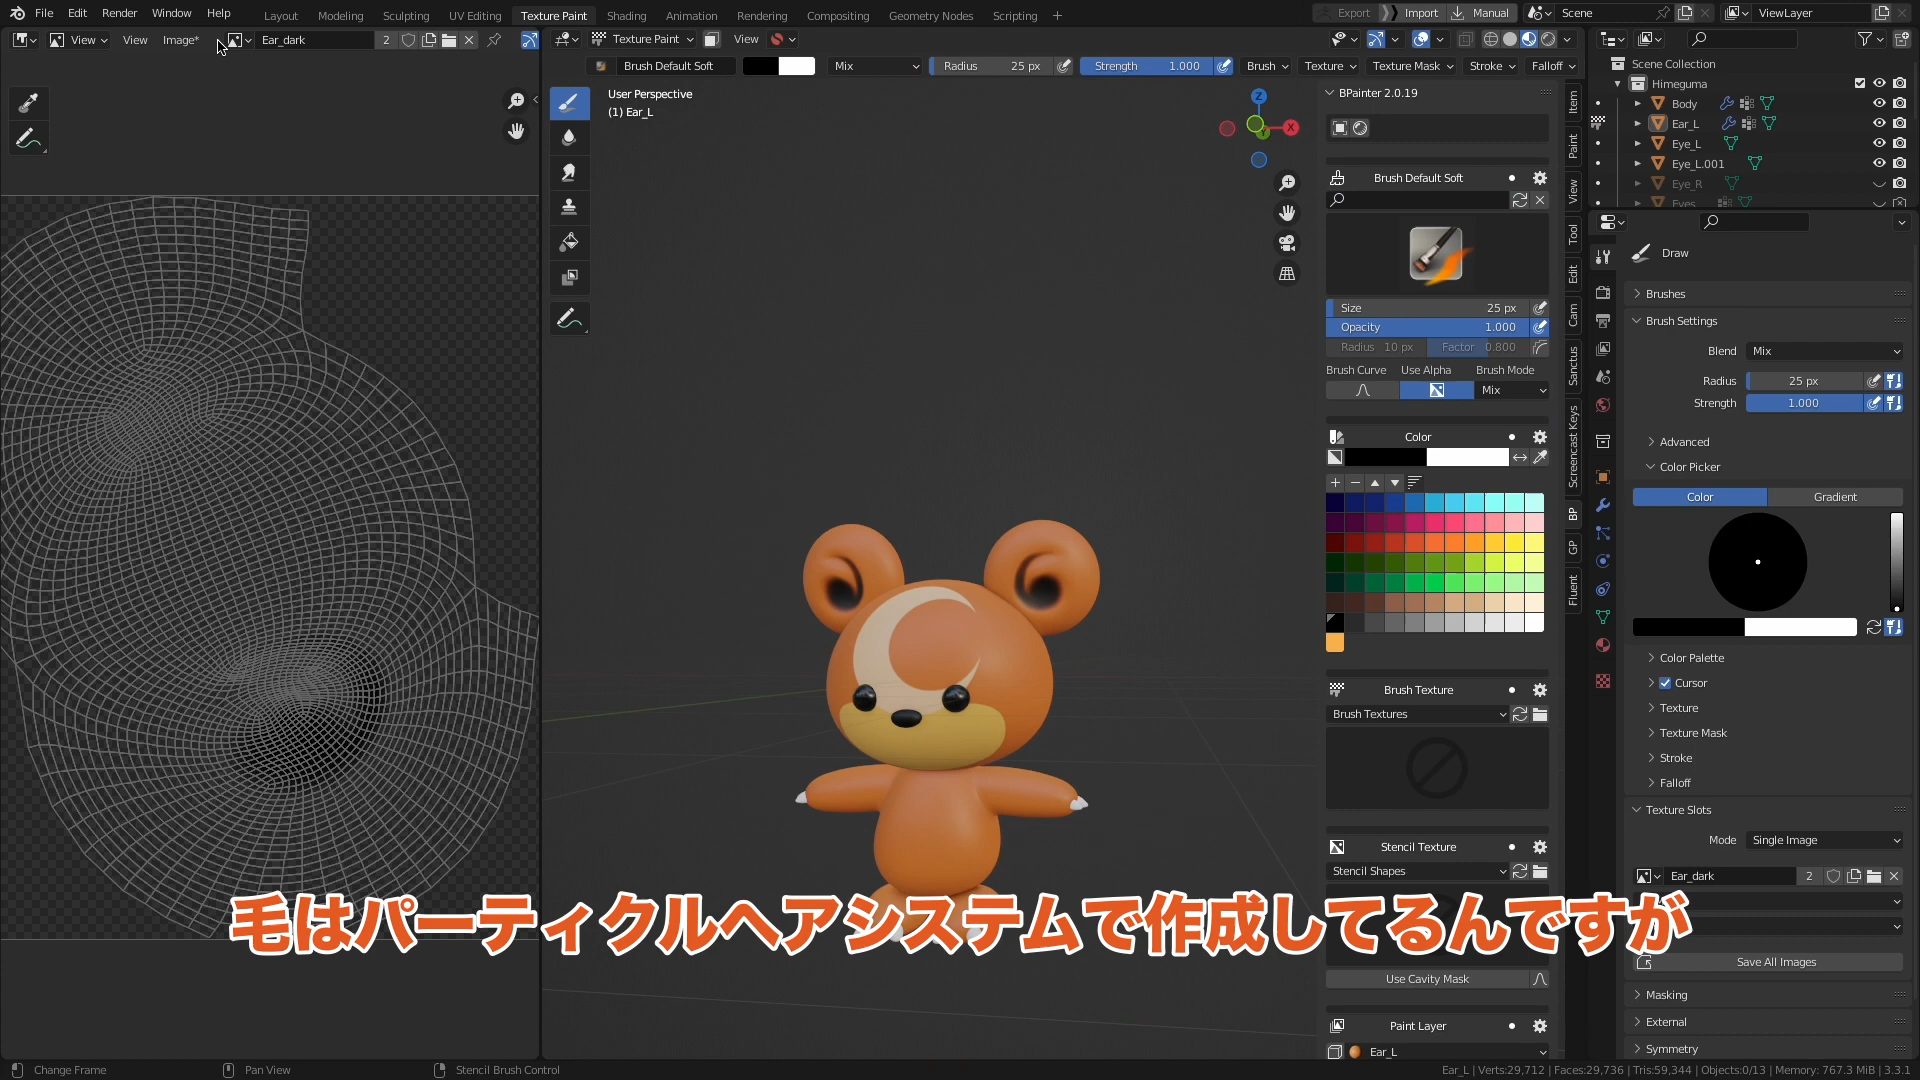 File Edit Render Window Help Layout Modeling Sculpting UV Editing Texture Paint Shading Animation Rendering Compositing Geometry Nodes Scripting + Export Import Manual Scene ViewLayer
View View Image* Ear_dark 2 Texture Paint View
Brush Default Soft Mix Radius 25 px Strength 1.000 Brush Texture Texture Mask Stroke Falloff
Scene Collection
Himeguma
Body
Ear_L
Eye_L
Eye_L.001
Eye_R
Eyes
User Perspective
(1) Ear_L
Z
X
Y
BPainter 2.0.19
Brush Default Soft
Size 25 px
Opacity 1.000
Radius 10 px Factor 0.800
Brush Curve Use Alpha Brush Mode
Mix
Color
Brush Texture
Brush Textures
Stencil Texture
Stencil Shapes
Use Cavity Mask
Paint Layer
Ear_L
Item
Paint
View
Tool
Edit
Cam
Sanctus
Screencast Keys
BP
GP
Fluent
Draw
Brushes
Brush Settings
Blend Mix
Radius 25 px
Strength 1.000
Advanced
Color Picker
Color Gradient
Color Palette
Cursor
Texture
Texture Mask
Stroke
Falloff
Texture Slots
Mode Single Image
Ear_dark 2
Save All Images
Masking
External
Symmetry
毛はパーティクルヘアシステムで作成してるんですが
Change Frame Pan View Stencil Brush Control Ear_L | Verts:29,712 | Faces:29,736 | Tris:59,344 | Objects:0/13 | Memory: 767.3 MiB | 3.3.1